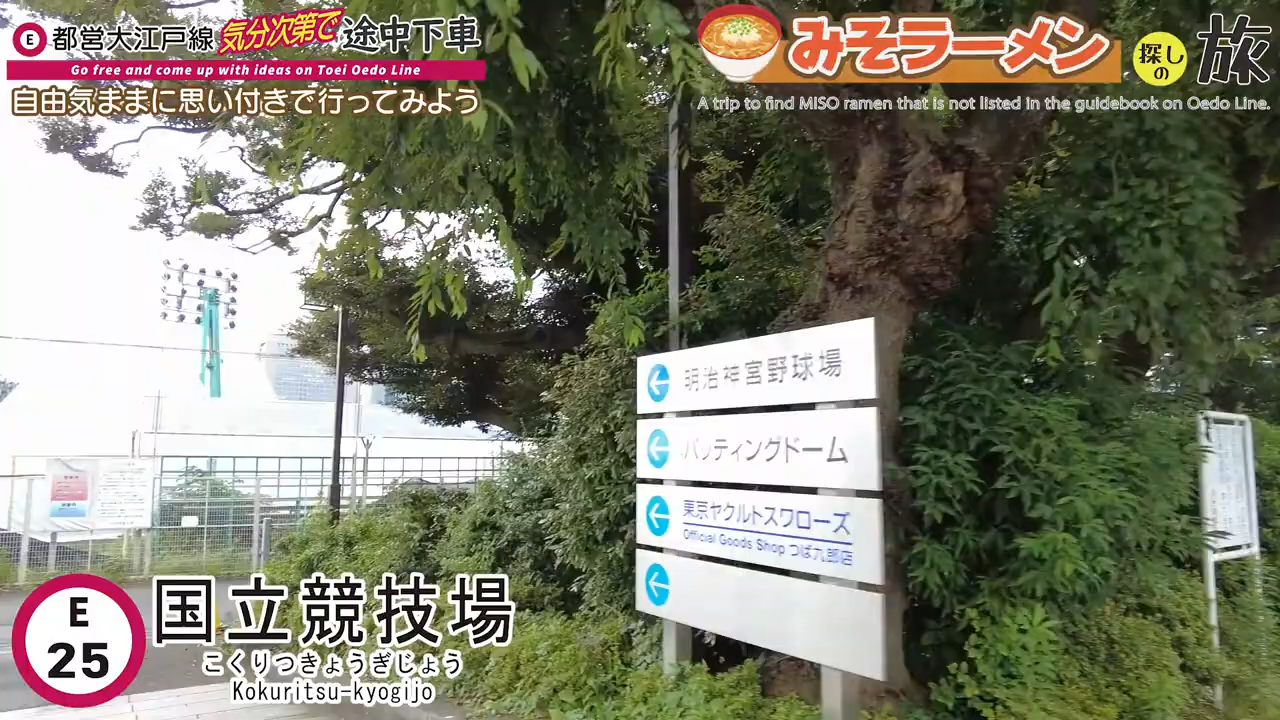 E 都営大江戸線 気分次第で 途中下車
Go free and come up with ideas on Toei Oedo Line
自由気ままに思い付きで行ってみよう
みそラーメン 探しの 旅
A trip to find MISO ramen that is not listed in the guidebook on Oedo Line.
明治神宮野球場
バッティングドーム
東京ヤクルトスワローズ
Official Goods Shop つば九郎店
E
25
国立競技場
こくりつきょうぎじょう
Kokuritsu-kyogijo